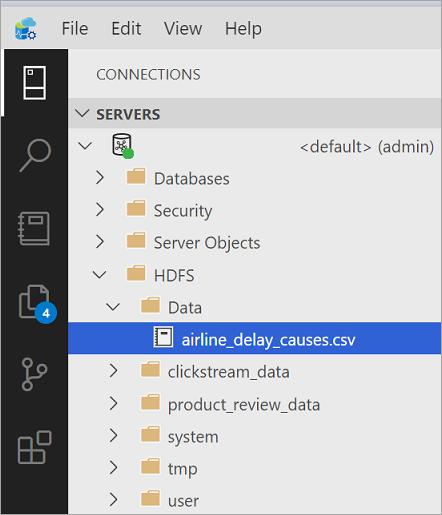 File Edit View Help
CONNECTIONS
SERVERS
<default> (admin)
Databases
Security
Server Objects
HDFS
Data
airline_delay_causes.csv
4
clickstream_data
product_review_data
system
tmp
user